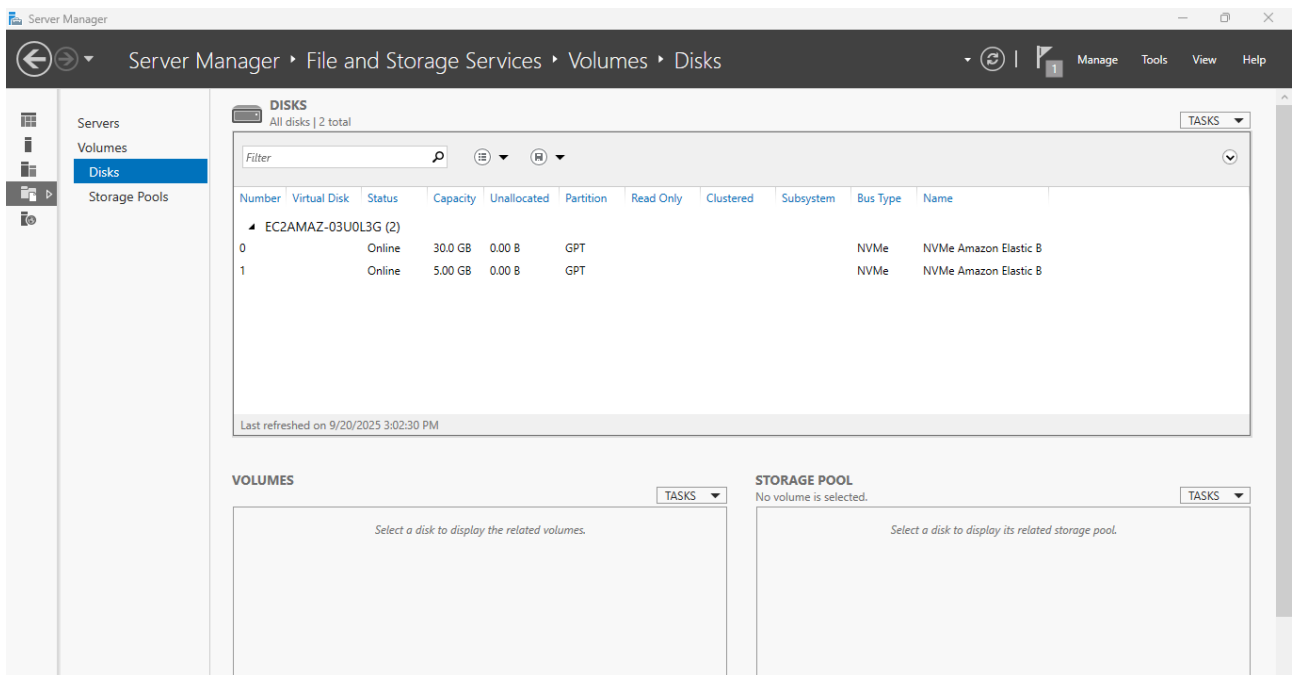 Server Manager
Server Manager ‣ File and Storage Services ‣ Volumes ‣ Disks
1 Manage Tools View Help
Servers
Volumes
Disks
Storage Pools
DISKS
All disks | 2 total
TASKS
Filter
Number Virtual Disk Status Capacity Unallocated Partition Read Only Clustered Subsystem Bus Type Name
EC2AMAZ-03U0L3G (2)
0 Online 30.0 GB 0.00 B GPT NVMe NVMe Amazon Elastic B
1 Online 5.00 GB 0.00 B GPT NVMe NVMe Amazon Elastic B
Last refreshed on 9/20/2025 3:02:30 PM
VOLUMES
TASKS
Select a disk to display the related volumes.
STORAGE POOL
No volume is selected.
TASKS
Select a disk to display its related storage pool.